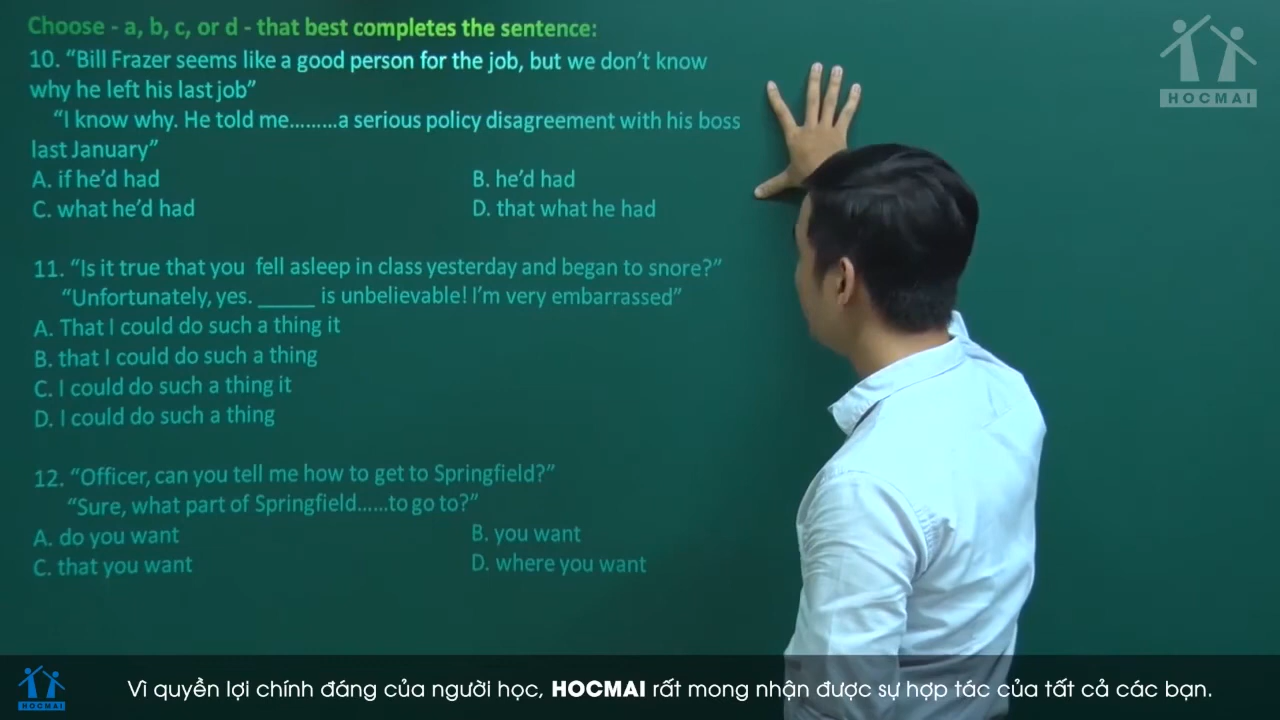 Choose - a, b, c, or d - that best completes the sentence:
HOCMAI
10. “Bill Frazer seems like a good person for the job, but we don’t know
why he left his last job”
“I know why. He told me.........a serious policy disagreement with his boss
last January”
A. if he’d had
B. he’d had
C. what he’d had
D. that what he had
11. “Is it true that you fell asleep in class yesterday and began to snore?”
“Unfortunately, yes. _____ is unbelievable! I’m very embarrassed”
A. That I could do such a thing it
B. that I could do such a thing
C. I could do such a thing it
D. I could do such a thing
12. “Officer, can you tell me how to get to Springfield?”
“Sure, what part of Springfield......to go to?”
A. do you want
B. you want
C. that you want
D. where you want
HOCMAI
Vì quyền lợi chính đáng của người học, HOCMAI rất mong nhận được sự hợp tác của tất cả các bạn.